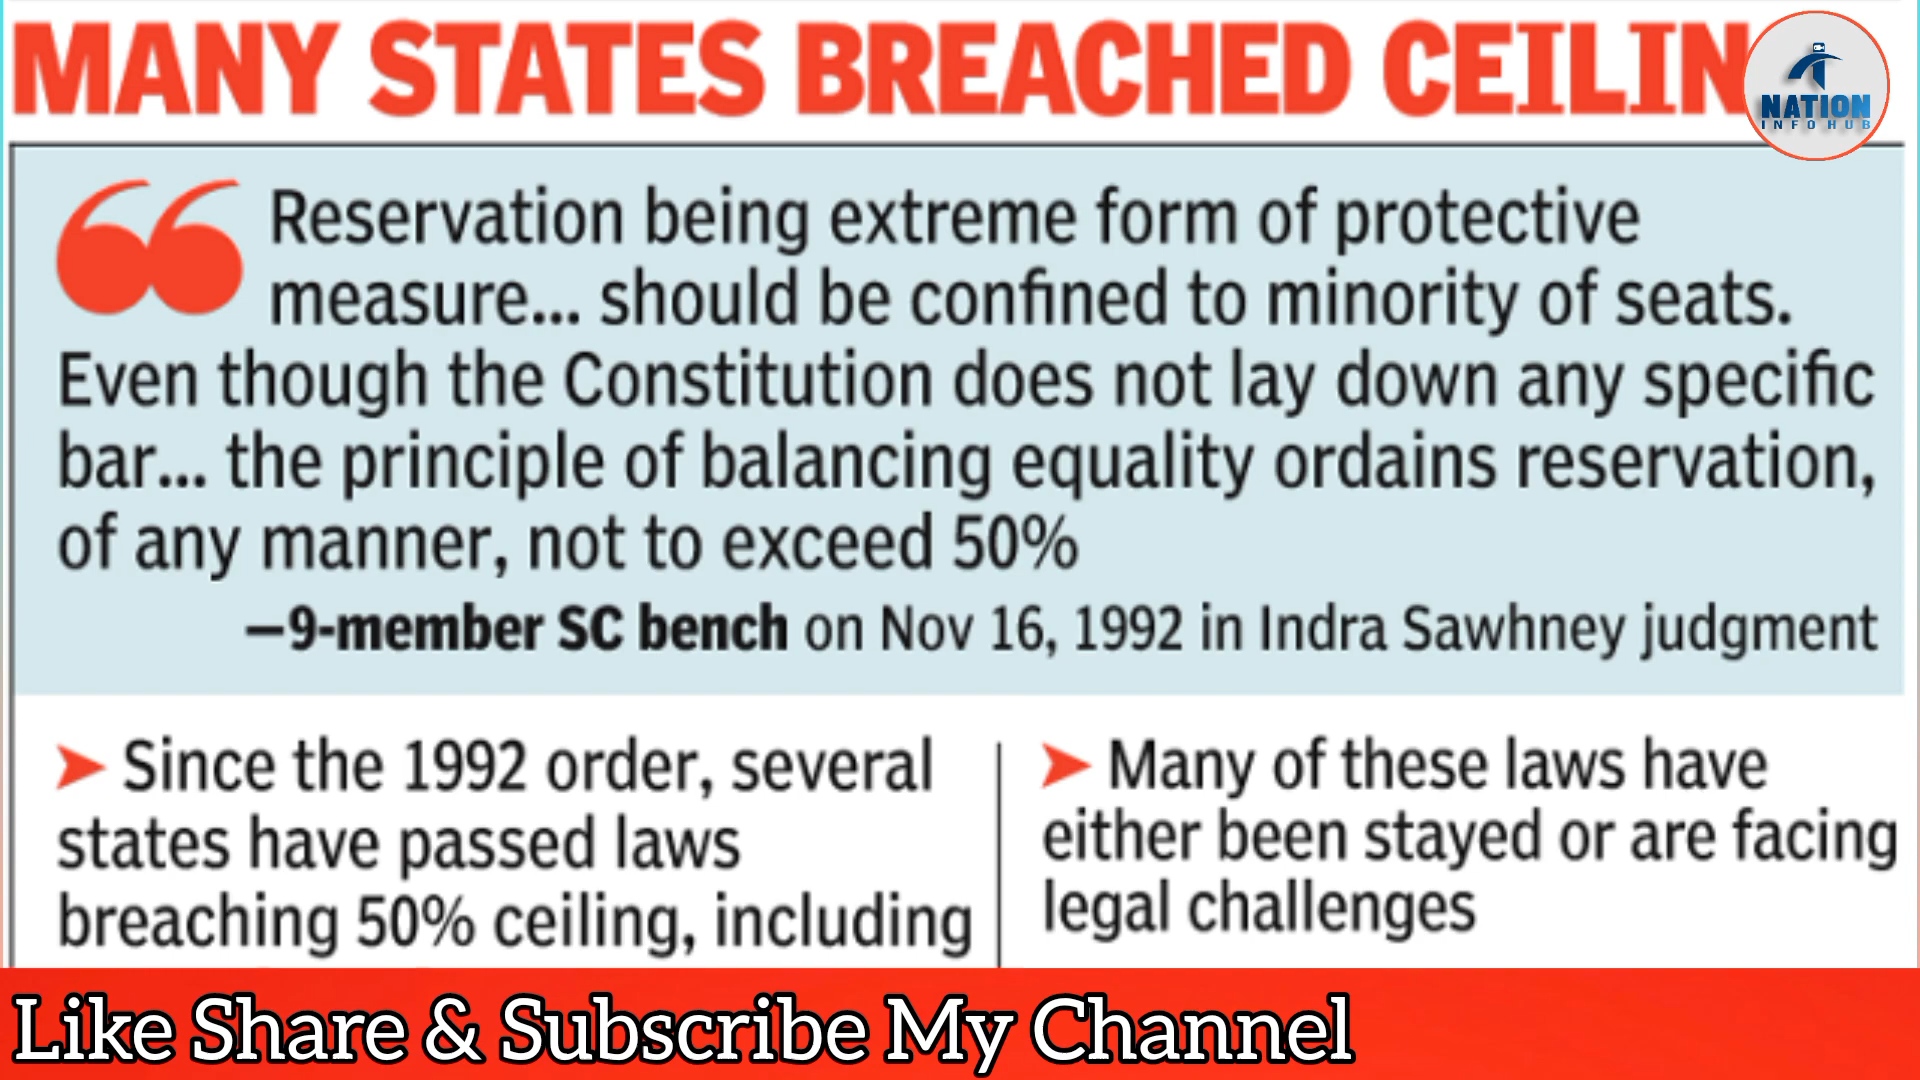 MANY STATES BREACHED CEILIN
NATION
INFO HUB
Reservation being extreme form of protective
measure... should be confined to minority of seats.
Even though the Constitution does not lay down any specific
bar... the principle of balancing equality ordains reservation,
of any manner, not to exceed 50%
—9-member SC bench on Nov 16, 1992 in Indra Sawhney judgment
➤ Since the 1992 order, several
states have passed laws
breaching 50% ceiling, including
➤ Many of these laws have
either been stayed or are facing
legal challenges
Like Share & Subscribe My Channel